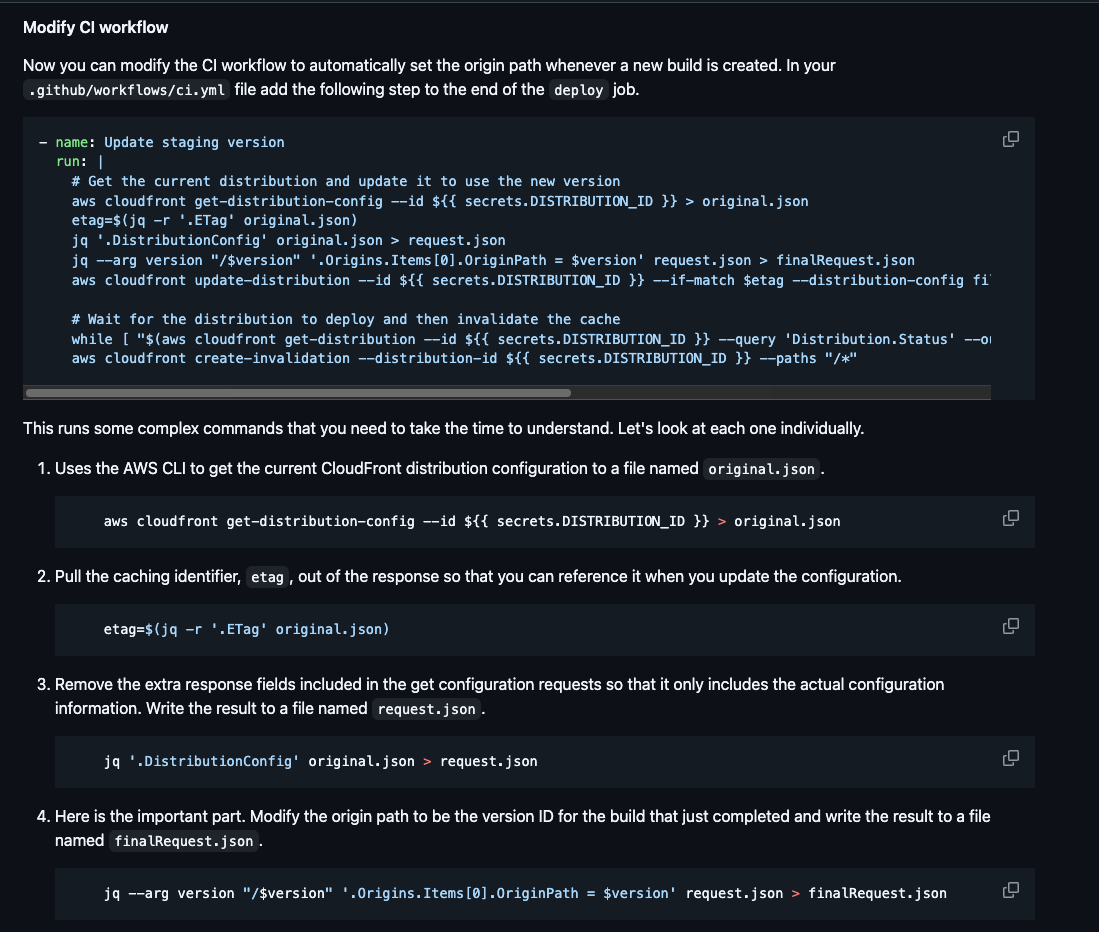 Modify CI workflow
Now you can modify the CI workflow to automatically set the origin path whenever a new build is created. In your
.github/workflows/ci.yml file add the following step to the end of the deploy job.
- name: Update staging version
  run: |
    # Get the current distribution and update it to use the new version
    aws cloudfront get-distribution-config --id ${{ secrets.DISTRIBUTION_ID }} > original.json
    etag=$(jq -r '.ETag' original.json)
    jq '.DistributionConfig' original.json > request.json
    jq --arg version "/$version" '.Origins.Items[0].OriginPath = $version' request.json > finalRequest.json
    aws cloudfront update-distribution --id ${{ secrets.DISTRIBUTION_ID }} --if-match $etag --distribution-config
    # Wait for the distribution to deploy and then invalidate the cache
    while [ "$(aws cloudfront get-distribution --id ${{ secrets.DISTRIBUTION_ID }} --query 'Distribution.Status'
    aws cloudfront create-invalidation --distribution-id ${{ secrets.DISTRIBUTION_ID }} --paths "/*"
This runs some complex commands that you need to take the time to understand. Let's look at each one individually.
1. Uses the AWS CLI to get the current CloudFront distribution configuration to a file named original.json.
aws cloudfront get-distribution-config --id ${{ secrets.DISTRIBUTION_ID }} > original.json
2. Pull the caching identifier, etag, out of the response so that you can reference it when you update the configuration.
etag=$(jq -r '.ETag' original.json)
3. Remove the extra response fields included in the get configuration requests so that it only includes the actual configuration
information. Write the result to a file named request.json.
jq '.DistributionConfig' original.json > request.json
4. Here is the important part. Modify the origin path to be the version ID for the build that just completed and write the result to a file
named finalRequest.json.
jq --arg version "/$version" '.Origins.Items[0].OriginPath = $version' request.json > finalRequest.json